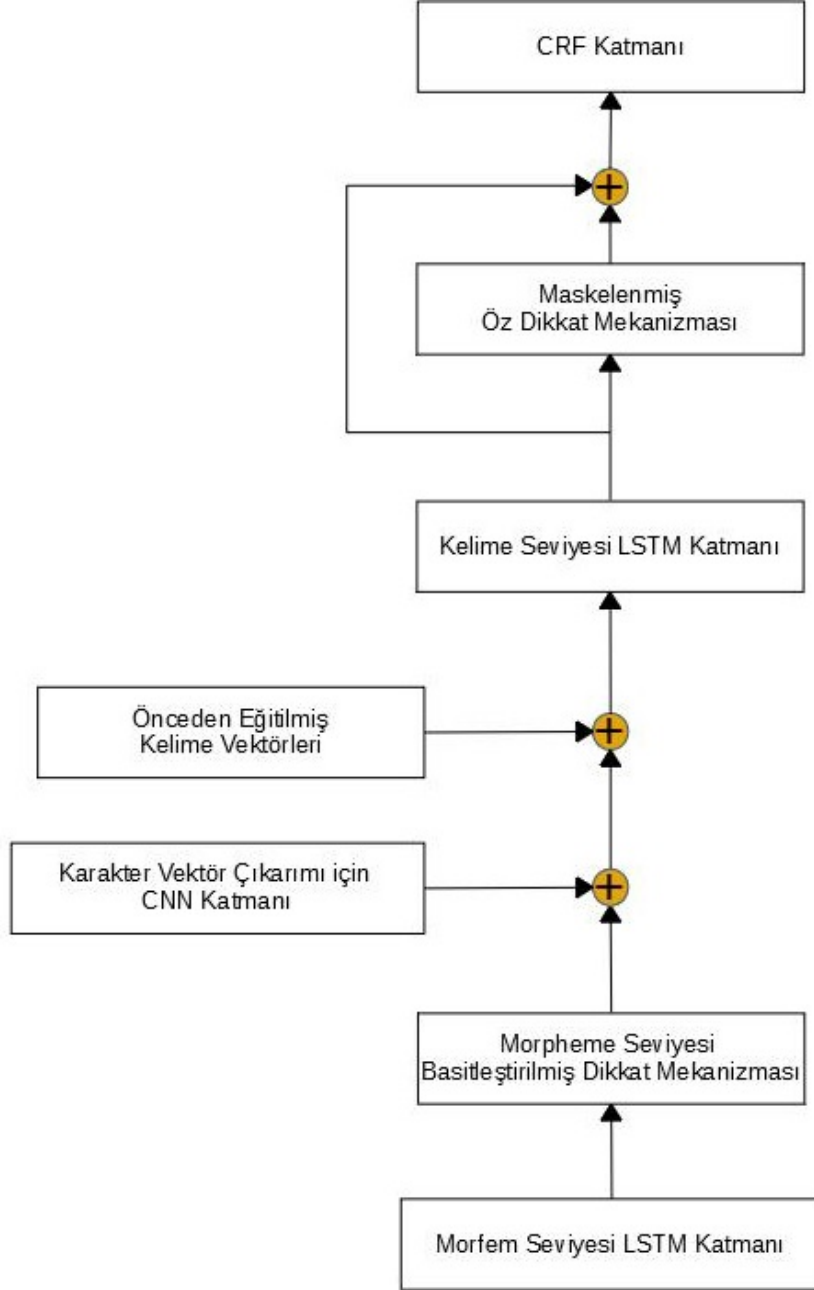 CRF Katmanı
Maskelenmiş
Öz Dikkat Mekanizması
Kelime Seviyesi LSTM Katmanı
Önceden Eğitilmiş
Kelime Vektörleri
Karakter Vektör Çıkarımı için
CNN Katmanı
Morpheme Seviyesi
Basitleştirilmiş Dikkat Mekanizması
Morfem Seviyesi LSTM Katmanı